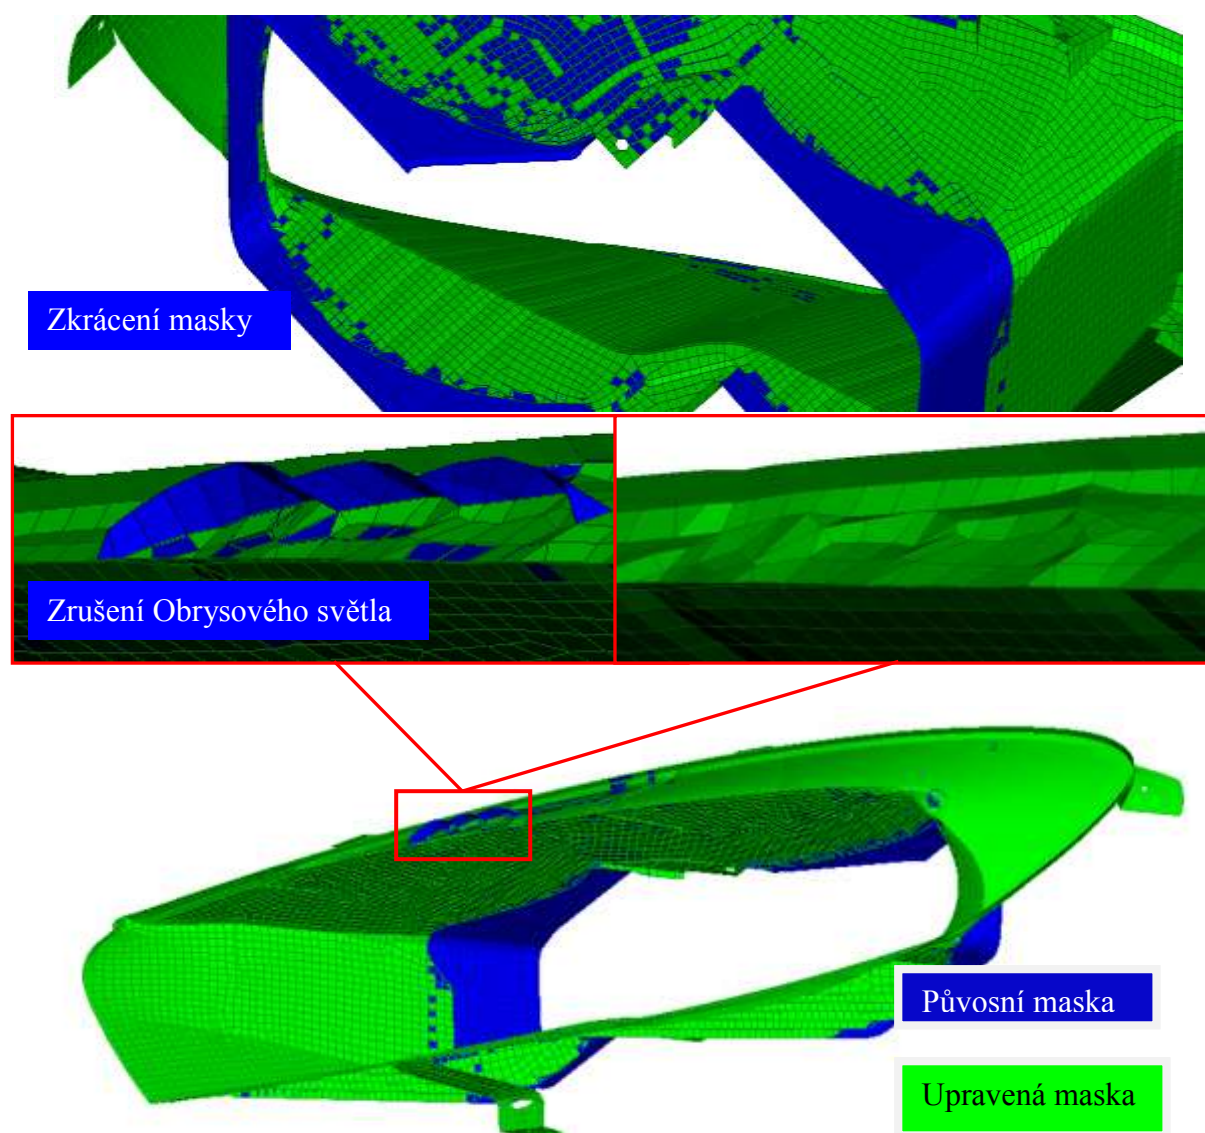 Zkrácení masky
Zrušení Obrysového světla
Původní maska
Upravená maska